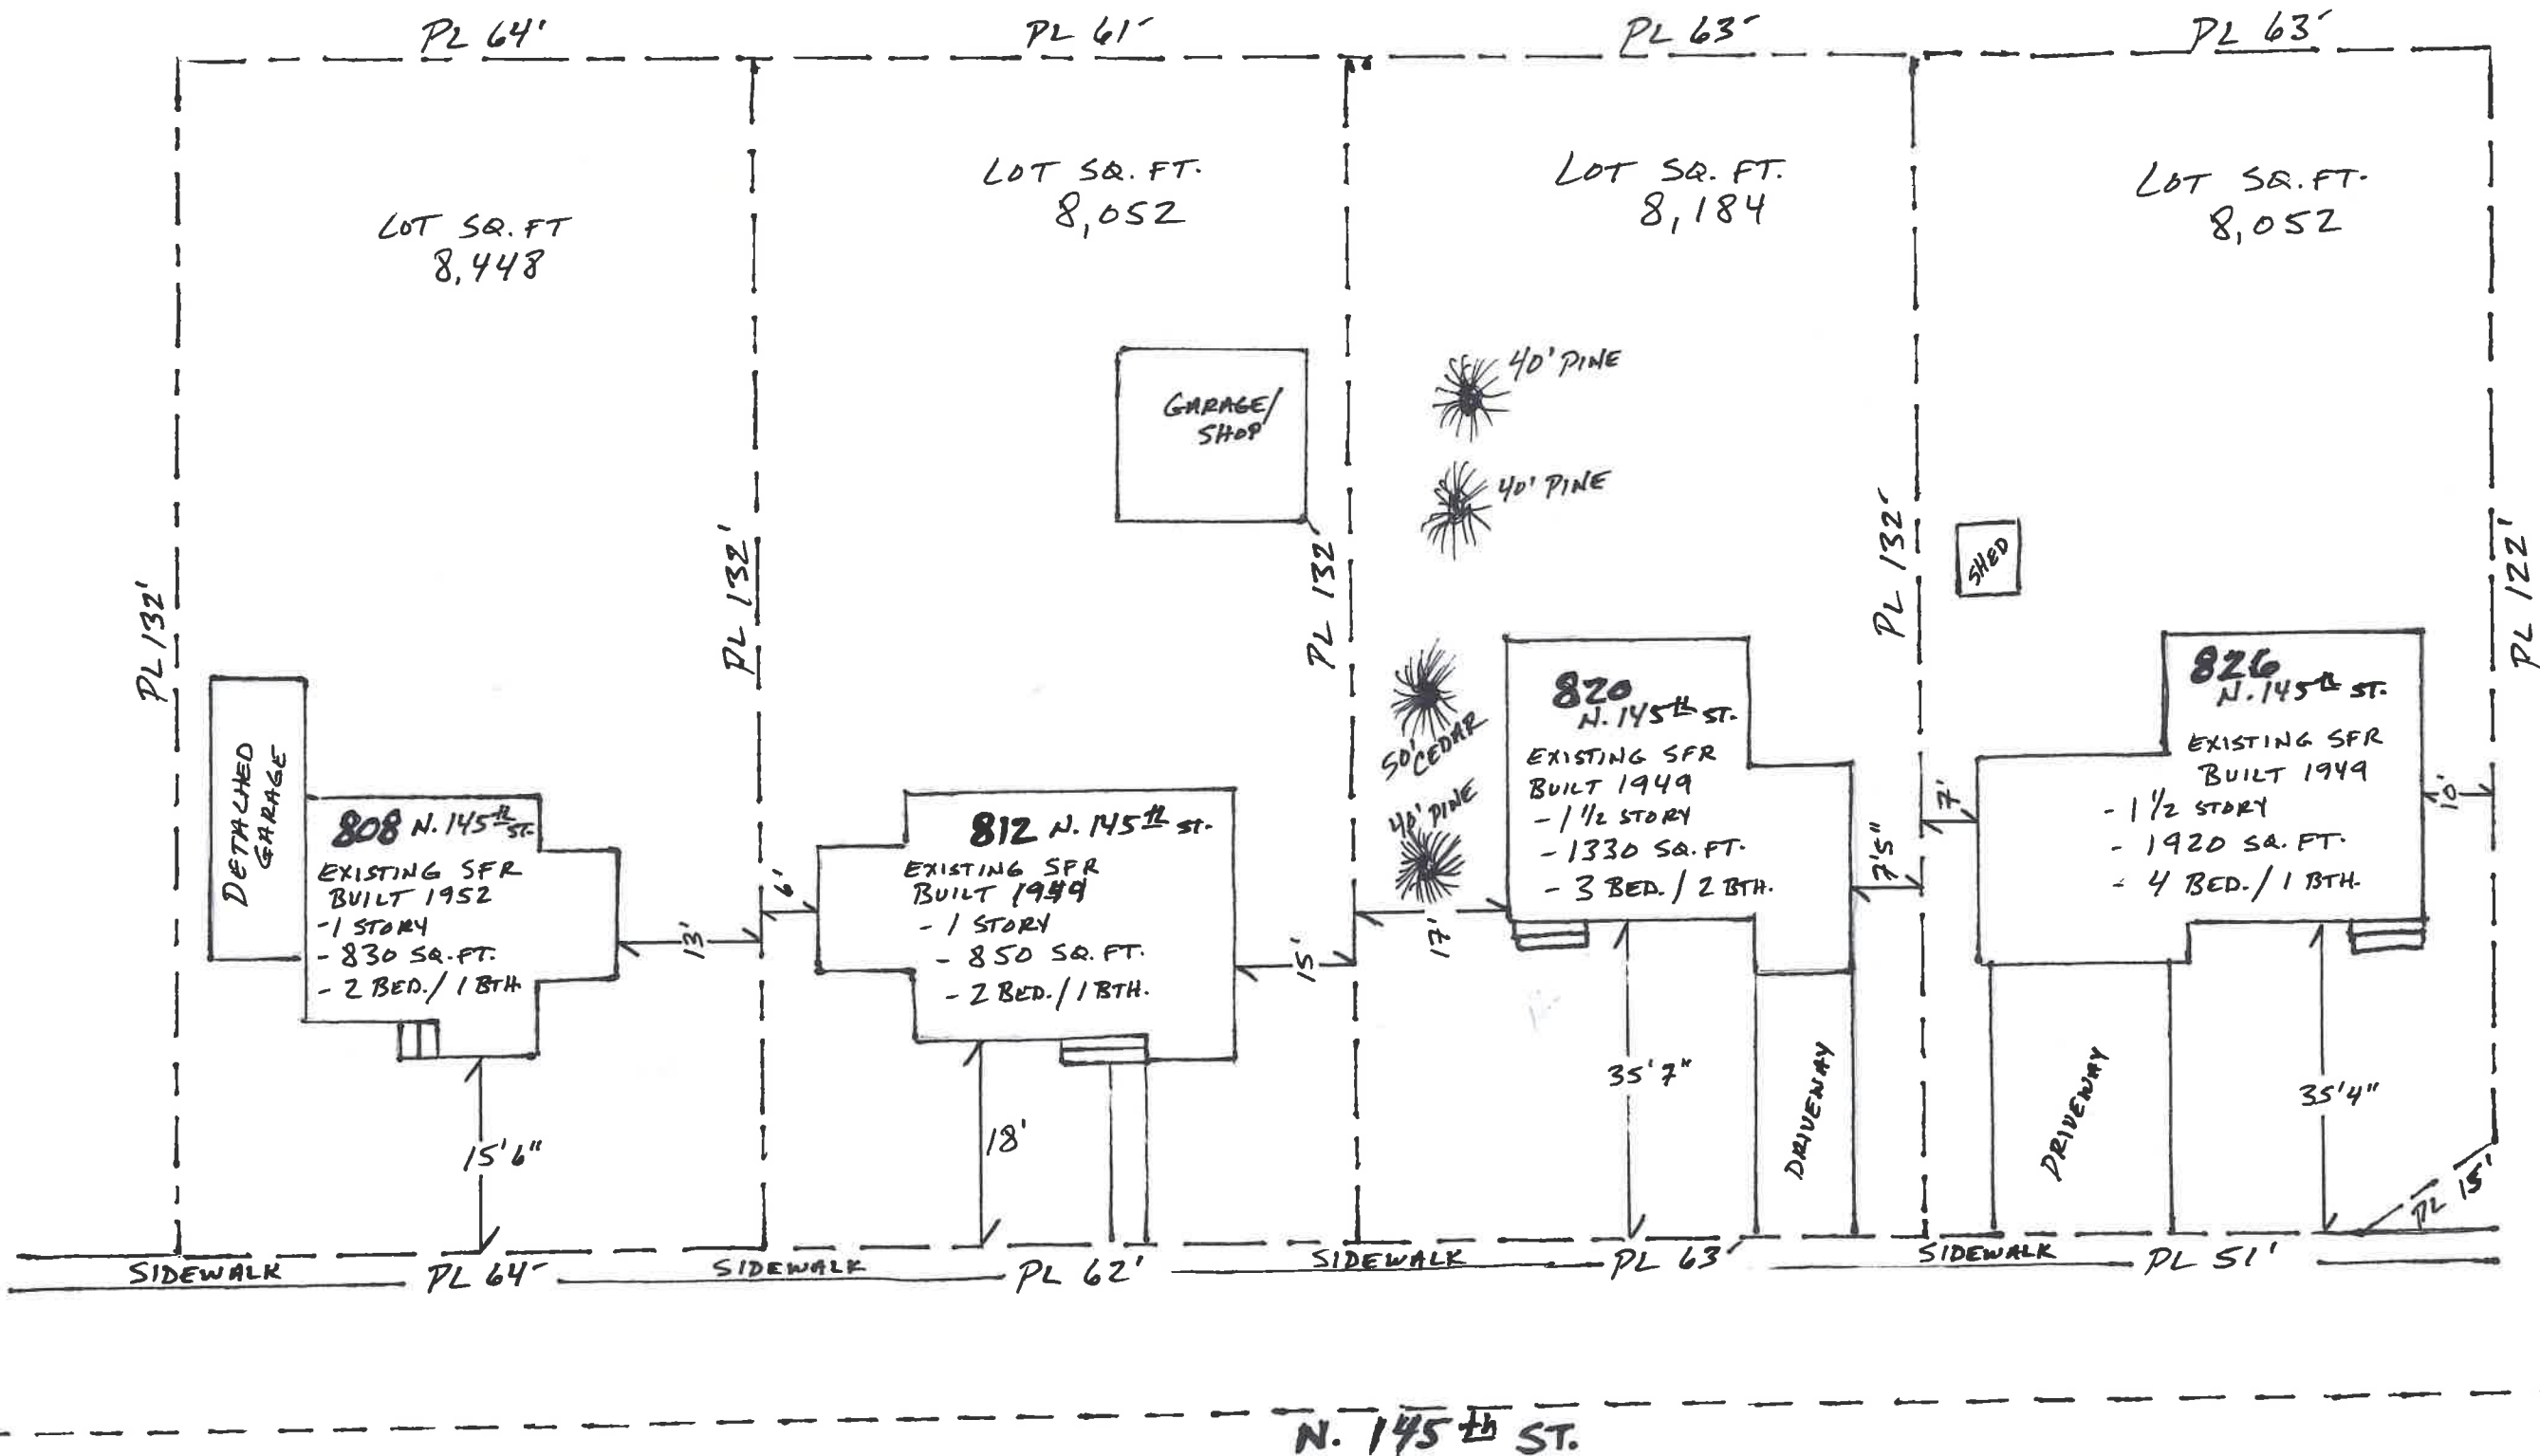 PL 64'
PL 61'
PL 63'
PL 63'
LOT SQ. FT
8,448
LOT SQ. FT.
8,052
LOT SQ. FT.
8,184
LOT SQ. FT.
8,052
GARAGE/
SHOP
40' PINE
40' PINE
SHED
PL 132'
PL 132'
PL 132'
PL 132'
PL 122'
DETACHED
GARAGE
808 N. 145th ST.
EXISTING SFR
BUILT 1952
- 1 STORY
- 830 SQ. FT.
- 2 BED. / 1 BTH.
13'
15'6"
6'
812 N. 145th ST.
EXISTING SFR
BUILT 1949
- 1 STORY
- 850 SQ. FT.
- 2 BED. / 1 BTH.
15'
18'
50' CEDAR
40' PINE
17'
820
N. 145th ST.
EXISTING SFR
BUILT 1949
- 1 1/2 STORY
- 1330 SQ. FT.
- 3 BED. / 2 BTH.
7'5"
35'7"
DRIVEWAY
7'
826
N. 145th ST.
EXISTING SFR
BUILT 1949
- 1 1/2 STORY
- 1920 SQ. FT.
- 4 BED. / 1 BTH.
10'
35'4"
DRIVEWAY
PL 15'
SIDEWALK
PL 64'
SIDEWALK
PL 62'
SIDEWALK
PL 63'
SIDEWALK
PL 51'
N. 145th ST.